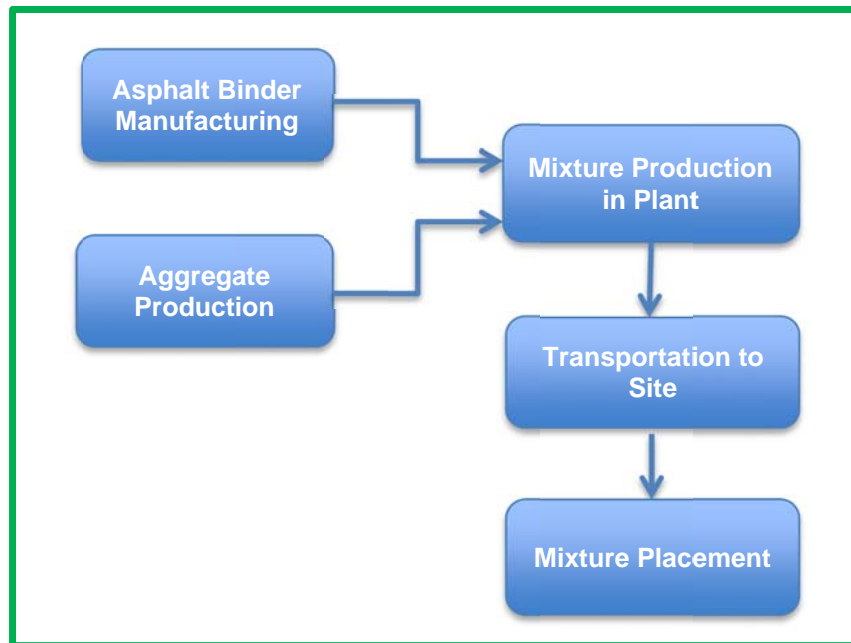 Asphalt Binder
Manufacturing
Mixture Production
in Plant
Aggregate
Production
Transportation to
Site
Mixture Placement